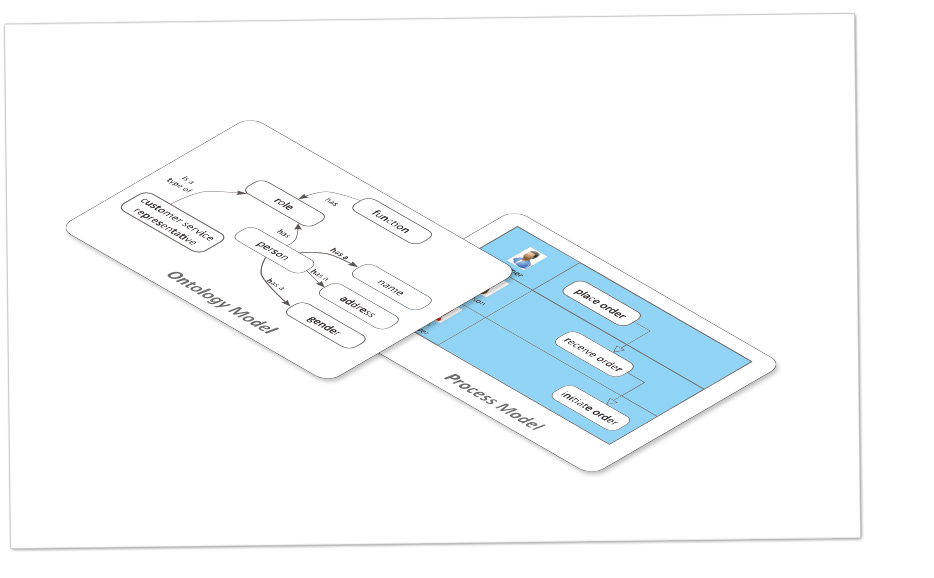 is a
type of
role
has
function
customer service
representative
has
person
has a
name
has a
address
has a
gender
Ontology Model
place order
receive order
initiate order
Process Model